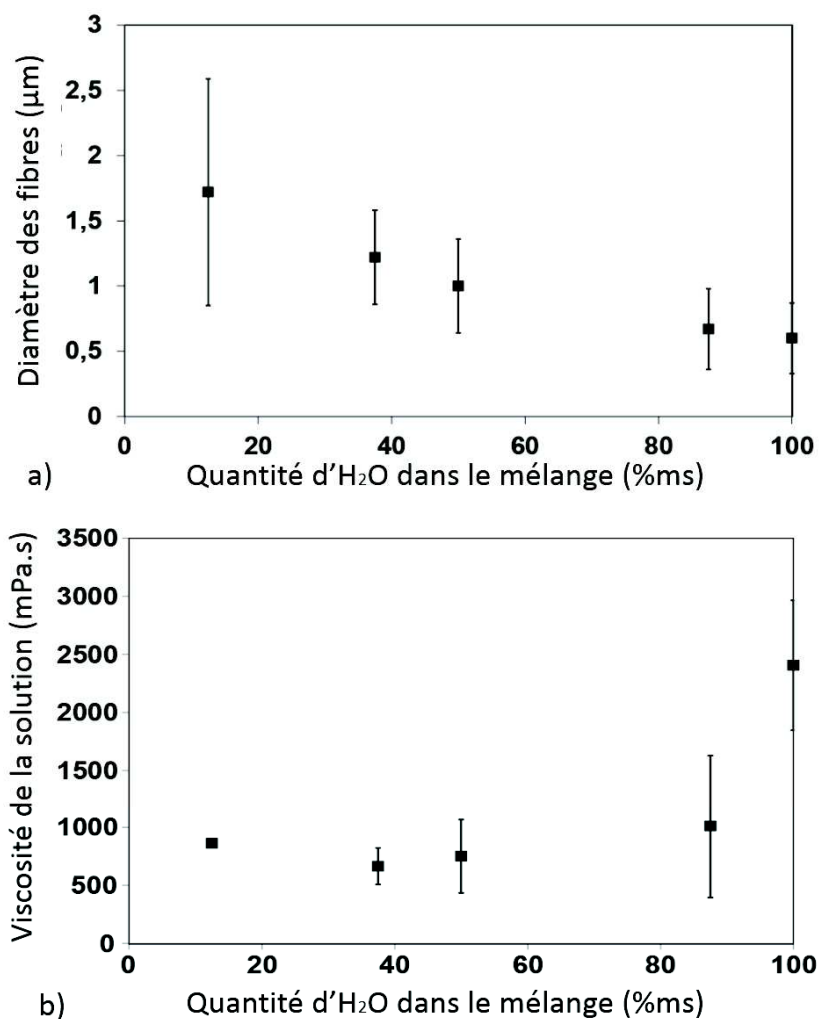 3
2,5
2
1,5
1
0,5
0
0 20 40 60 80 100
Diamètre des fibres (µm)
a) Quantité d'H₂O dans le mélange (%ms)
3500
3000
2500
2000
1500
1000
500
0
0 20 40 60 80 100
Viscosité de la solution (mPa.s)
b) Quantité d'H₂O dans le mélange (%ms)